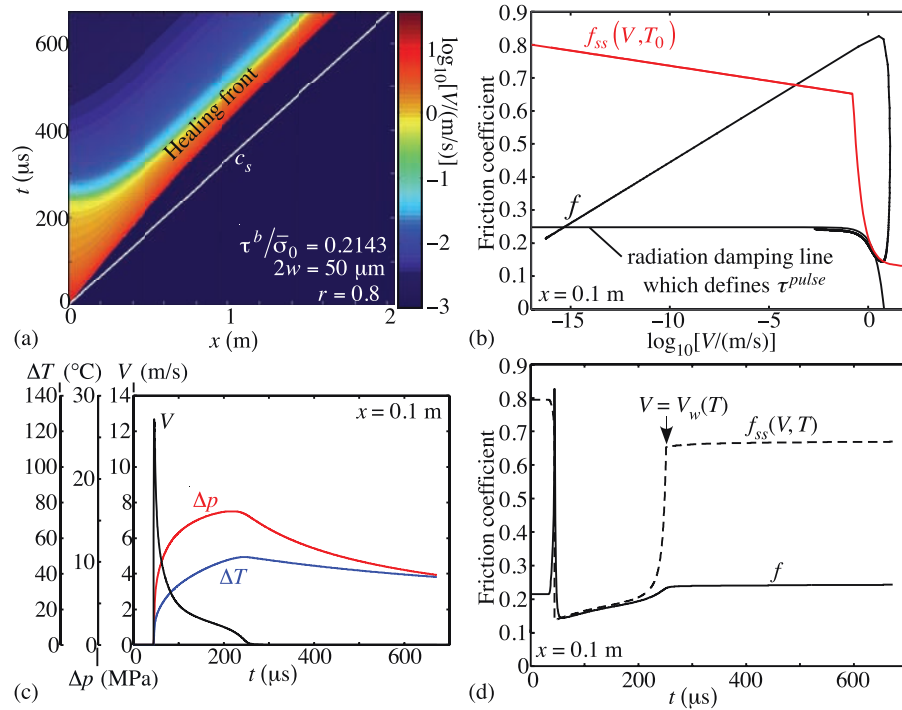 600
400
200
0
t (μs)
0
1
2
x (m)
Healing front
c_s
τ^b/σ̄_0 = 0.2143
2w = 50 μm
r = 0.8
1
0
−1
−2
−3
log10[V/(m/s)]
(a)
0.9
0.8
0.7
0.6
0.5
0.4
0.3
0.2
0.1
0
Friction coefficient
f_ss(V,T_0)
f
radiation damping line
which defines τ^pulse
x = 0.1 m
−15
−10
−5
0
log10[V/(m/s)]
(b)
ΔT (°C)
V (m/s)
140
120
100
80
60
40
20
0
30
20
10
0
14
12
10
8
6
4
2
0
x = 0.1 m
V
Δp
ΔT
0
200
400
600
t (μs)
Δp (MPa)
(c)
0.9
0.8
0.7
0.6
0.5
0.4
0.3
0.2
0.1
Friction coefficient
V = V_w(T)
f_ss(V, T)
f
x = 0.1 m
0
200
400
600
t (μs)
(d)